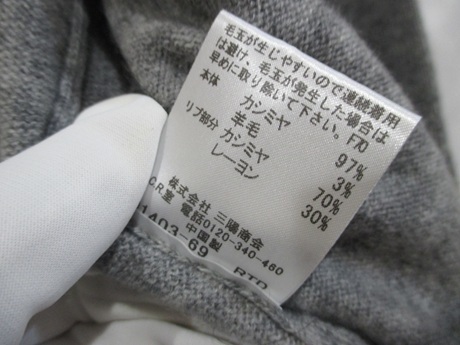 毛玉が生じやすいので連続着用
は避け、毛玉が発生した場合は
早めに取り除いて下さい。F70
本体 カシミヤ 97%
羊毛 3%
リブ部分 カシミヤ 70%
レーヨン 30%
株式会社 三陽商会
C.R.室 電話0120-340-460
中国製
1403 69 RTD